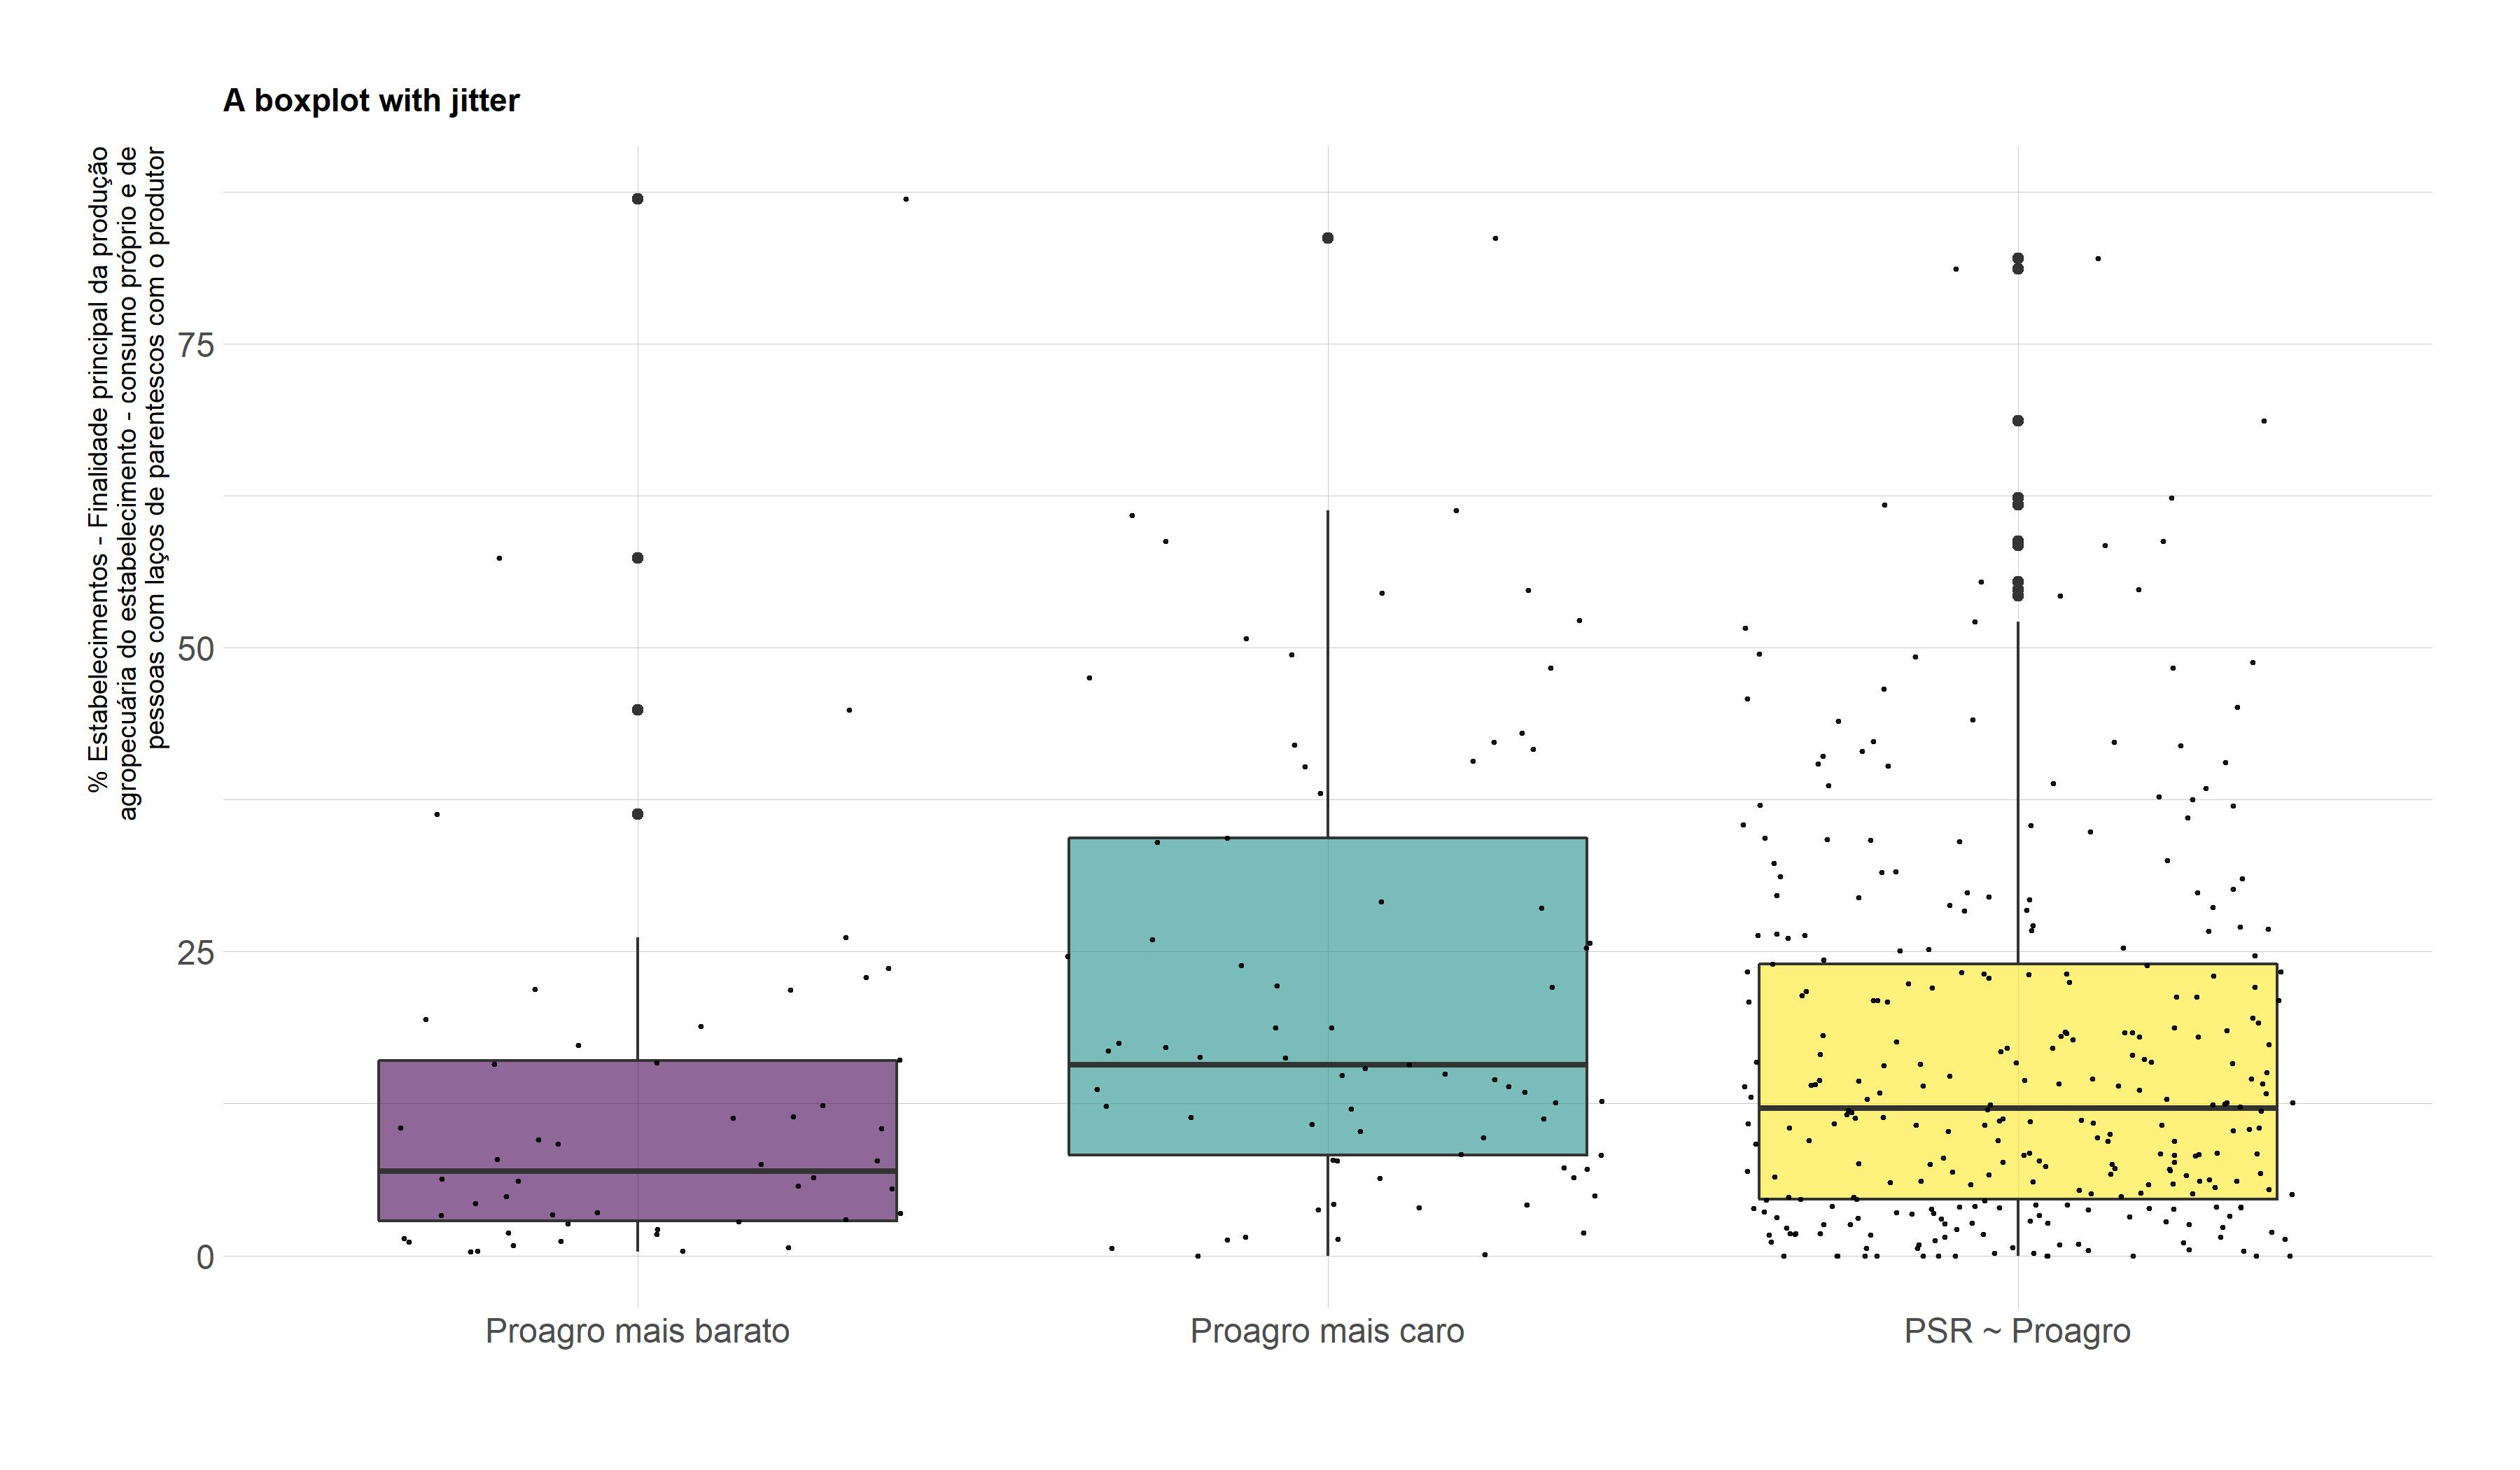 A boxplot with jitter
% Estabelecimentos - Finalidade principal da produção
agropecuária do estabelecimento - consumo próprio e de
pessoas com laços de parentescos com o produtor
75
50
25
0
Proagro mais barato
Proagro mais caro
PSR ~ Proagro